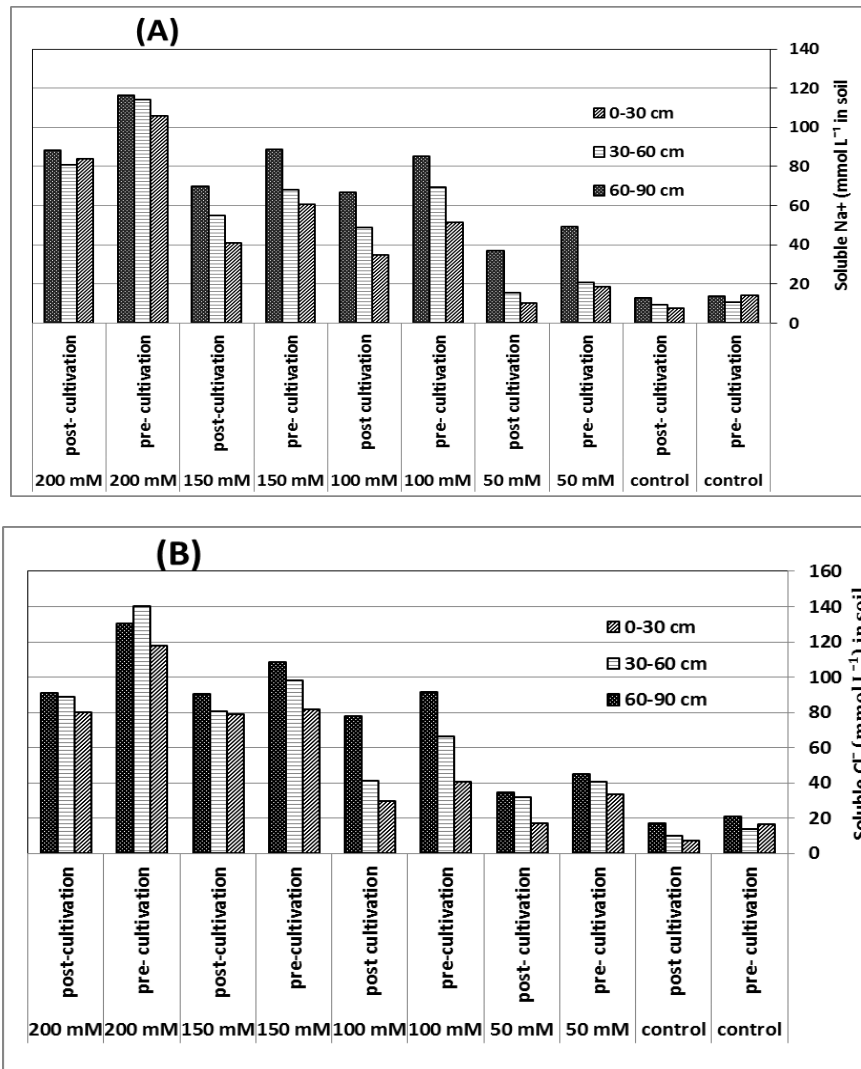 (A)
140
120
100
80
60
40
20
0
Soluble Na+ (mmol L⁻¹ in soil
0-30 cm
30-60 cm
60-90 cm
post- cultivation
pre- cultivation
post-cultivation
pre- cultivation
post cultivation
pre- cultivation
post- cultivation
pre- cultivation
post- cultivation
pre- cultivation
200 mM 200 mM 150 mM 150 mM 100 mM 100 mM 50 mM 50 mM control control
(B)
160
140
120
100
80
60
40
20
0
Soluble Cl⁻ (mmol L⁻¹) in soil
0-30 cm
30-60 cm
60-90 cm
post-cultivation
pre- cultivation
post-cultivation
pre-cultivation
post cultivation
pre- cultivation
post- cultivation
pre- cultivation
post cultivation
pre- cultivation
200 mM 200 mM 150 mM 150 mM 100 mM 100 mM 50 mM 50 mM control control